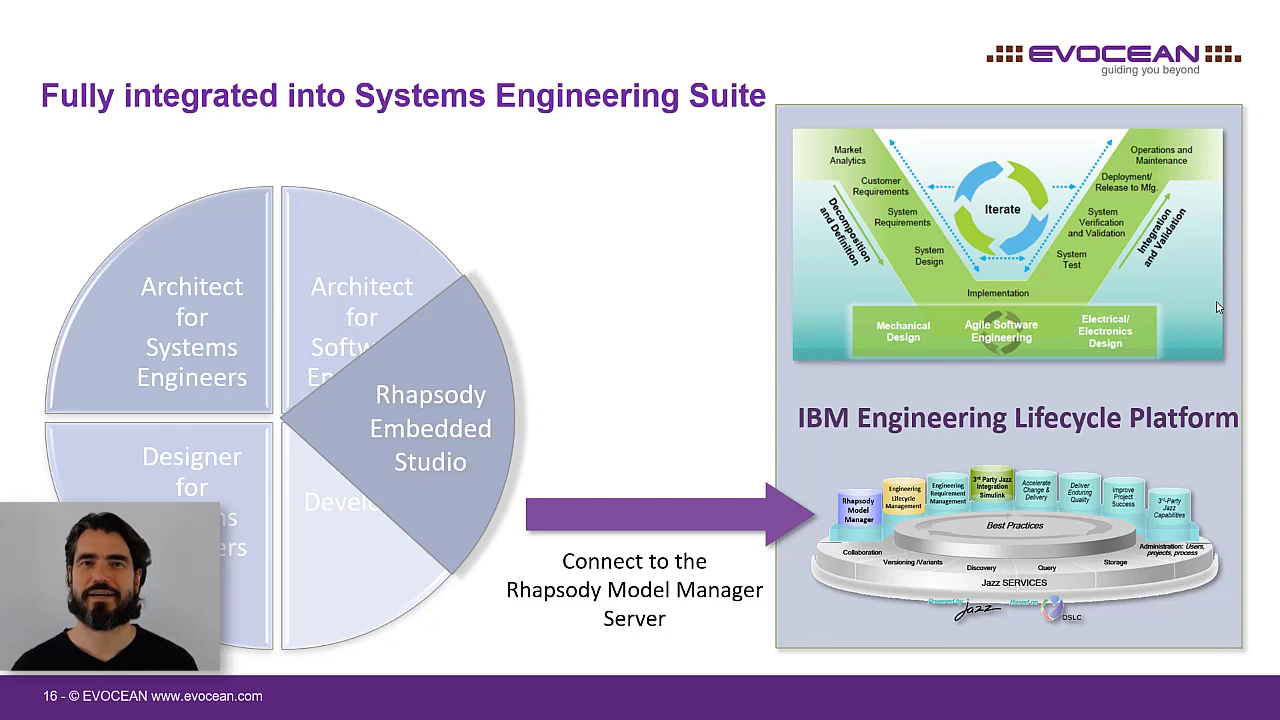 EVOCEAN
guiding you beyond
Fully integrated into Systems Engineering Suite
Architect
for
Systems
Engineers
Architect
for
Designer
for
Rhapsody
Embedded
Studio
Connect to the
Rhapsody Model Manager
Server
Market
Analytics
Customer
Requirements
System
Requirements
System
Design
Decomposition
and Definition
Iterate
Implementation
Operations and
Maintenance
Deployment/
Release to Mfg.
System
Verification
and Validation
System
Test
Integration
and Validation
Mechanical
Design
Agile Software
Engineering
Electrical/
Electronics
Design
IBM Engineering Lifecycle Platform
Rhapsody
Model
Manager
Engineering
Lifecycle
Management
Engineering
Requirement
Management
3rd Party Jazz
Integration
Simulink
Accelerate
Change &
Delivery
Deliver
Enduring
Quality
Improve
Project
Success
3rd-Party
Jazz
Capabilities
Best Practices
Collaboration
Versioning /Variants
Discovery
Query
Storage
Administration: Users,
projects, process
Jazz SERVICES
Powered by
Jazz
Based on
OSLC
16 - © EVOCEAN www.evocean.com